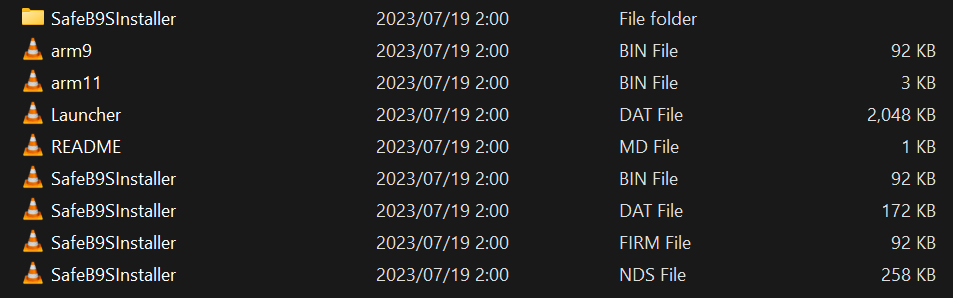 SafeB9SInstaller 2023/07/19 2:00 File folder
arm9 2023/07/19 2:00 BIN File 92 KB
arm11 2023/07/19 2:00 BIN File 3 KB
Launcher 2023/07/19 2:00 DAT File 2,048 KB
README 2023/07/19 2:00 MD File 1 KB
SafeB9SInstaller 2023/07/19 2:00 BIN File 92 KB
SafeB9SInstaller 2023/07/19 2:00 DAT File 172 KB
SafeB9SInstaller 2023/07/19 2:00 FIRM File 92 KB
SafeB9SInstaller 2023/07/19 2:00 NDS File 258 KB